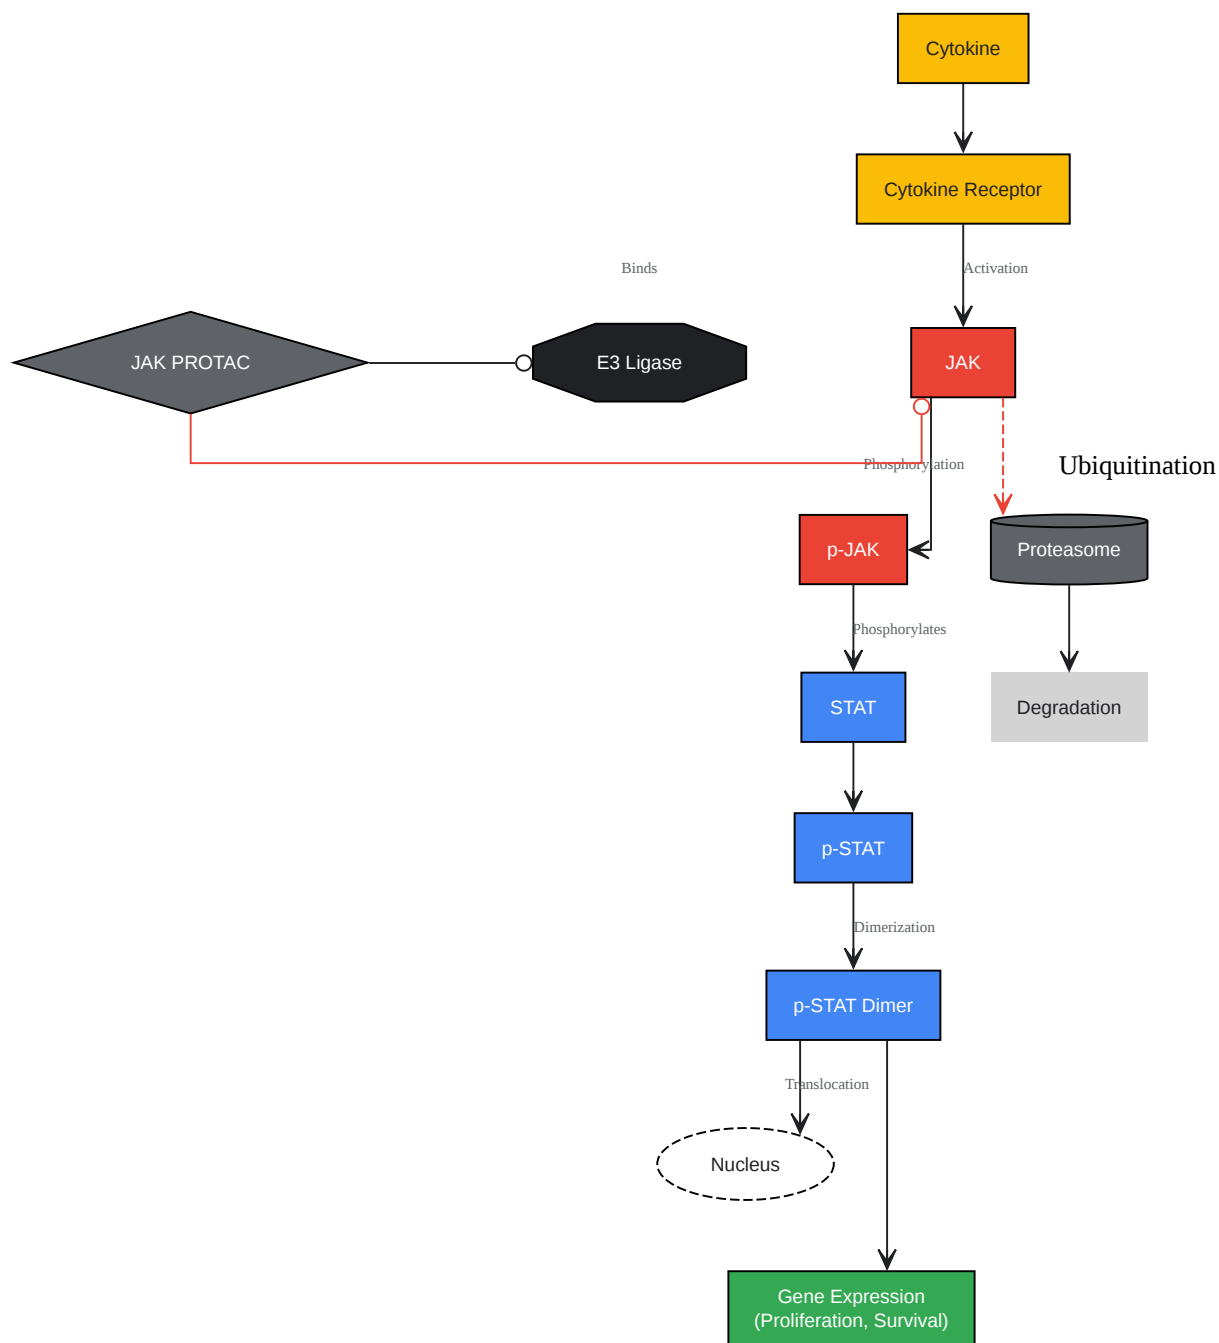 Cytokine
Cytokine Receptor
Binds
Activation
JAK PROTAC
E3 Ligase
JAK
Phosphorylation
Ubiquitination
p-JAK
Proteasome
Phosphorylates
STAT
Degradation
p-STAT
Dimerization
p-STAT Dimer
Translocation
Nucleus
Gene Expression
(Proliferation, Survival)